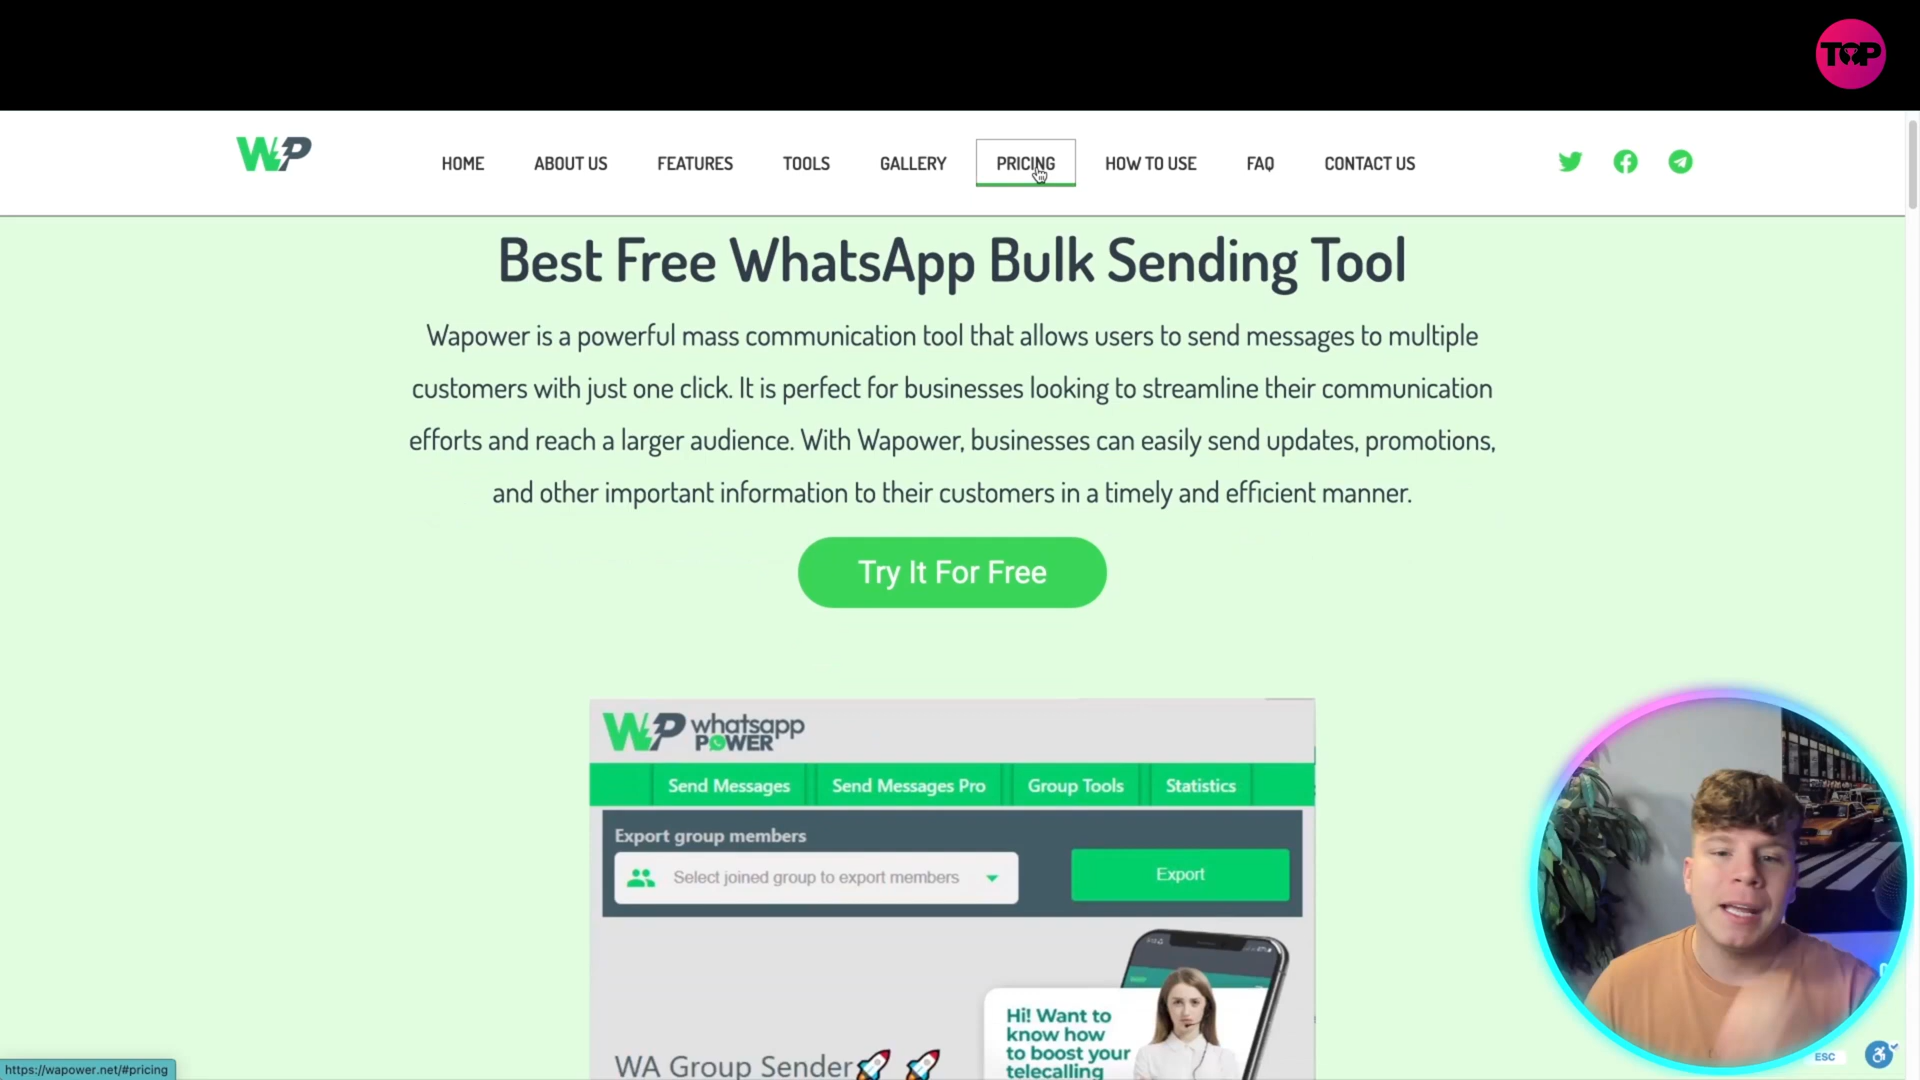 TOP
WP
HOME
ABOUT US
FEATURES
TOOLS
GALLERY
PRICING
HOW TO USE
FAQ
CONTACT US
Best Free WhatsApp Bulk Sending Tool
Wapower is a powerful mass communication tool that allows users to send messages to multiple
customers with just one click. It is perfect for businesses looking to streamline their communication
efforts and reach a larger audience. With Wapower, businesses can easily send updates, promotions,
and other important information to their customers in a timely and efficient manner.
Try It For Free
WP whatsapp
POWER
Send Messages
Send Messages Pro
Group Tools
Statistics
Export group members
Select joined group to export members
Export
Hi! Want to
know how
to boost your
telecalling
WA Group Sender
https://wapower.net/#pricing
ESC